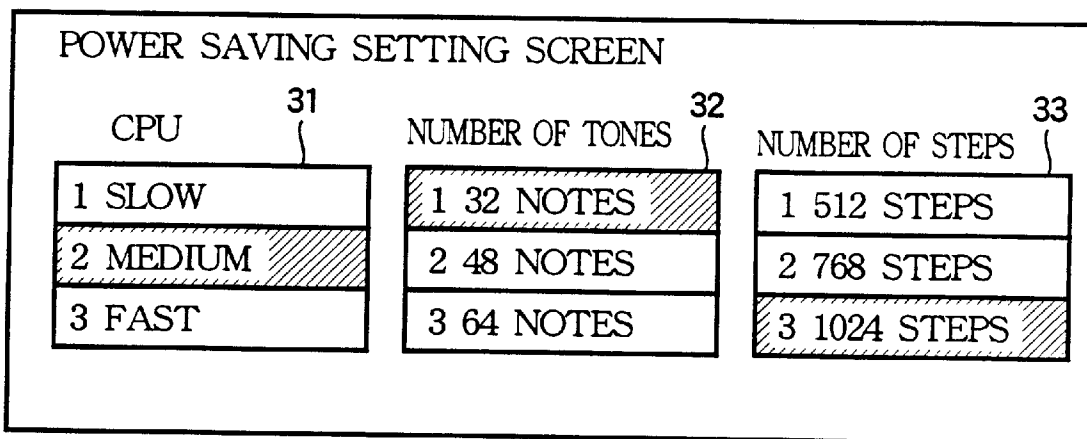 POWER SAVING SETTING SCREEN
31
CPU
1 SLOW
2 MEDIUM
3 FAST
32
NUMBER OF TONES
1 32 NOTES
2 48 NOTES
3 64 NOTES
33
NUMBER OF STEPS
1 512 STEPS
2 768 STEPS
3 1024 STEPS